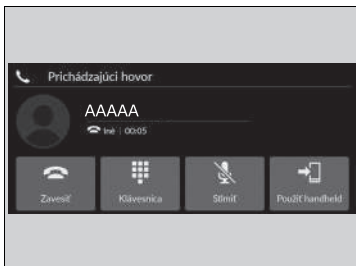 Prichádzajúci hovor
AAAAA
Iné | 00:05
Zavesiť
Klávesnica
Stlmiť
Použiť handheld